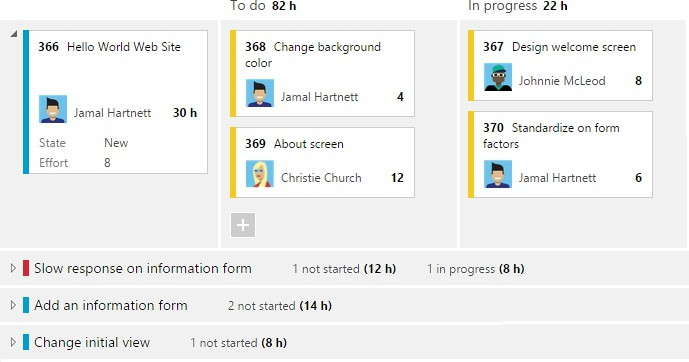 To do 82 h
In progress 22 h
366 Hello World Web Site
Jamal Hartnett 30 h
State New
Effort 8
368 Change background
color
Jamal Hartnett 4
369 About screen
Christie Church 12
367 Design welcome screen
Johnnie McLeod 8
370 Standardize on form
factors
Jamal Hartnett 6
Slow response on information form 1 not started (12 h) 1 in progress (8 h)
Add an information form 2 not started (14 h)
Change initial view 1 not started (8 h)